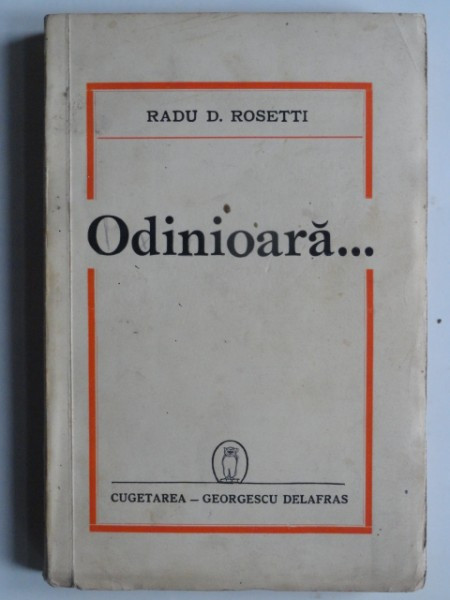 RADU D. ROSETTI
Odinioară...
CUGETAREA — GEORGESCU DELAFRAS